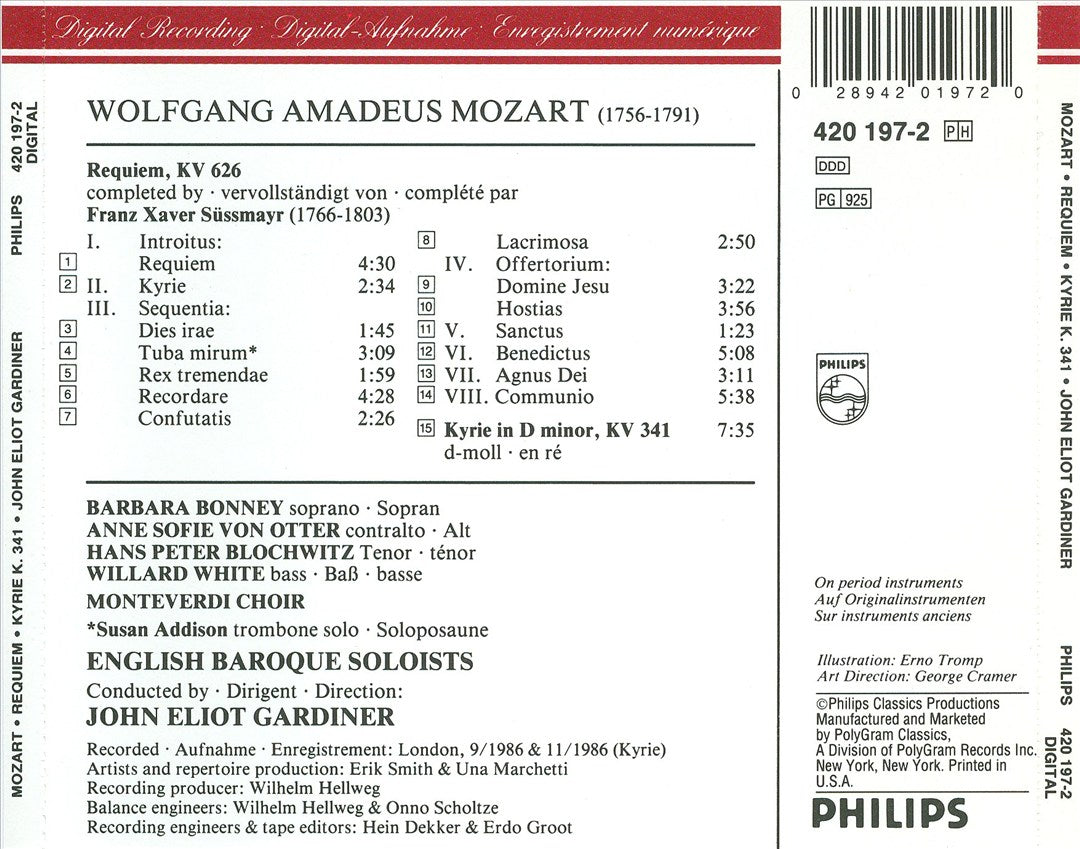 Digital Recording · Digital-Aufnahme · Enregistrement numérique
WOLFGANG AMADEUS MOZART (1756-1791)
Requiem, KV 626
completed by · vervollständigt von · complété par
Franz Xaver Süssmayr (1766-1803)
I. Introitus:
1 Requiem 4:30
2 II. Kyrie 2:34
III. Sequentia:
3 Dies irae 1:45
4 Tuba mirum* 3:09
5 Rex tremendae 1:59
6 Recordare 4:28
7 Confutatis 2:26
8 Lacrimosa 2:50
IV. Offertorium:
9 Domine Jesu 3:22
10 Hostias 3:56
11 V. Sanctus 1:23
12 VI. Benedictus 5:08
13 VII. Agnus Dei 3:11
14 VIII. Communio 5:38
15 Kyrie in D minor, KV 341 7:35
d-moll · en ré
BARBARA BONNEY soprano · Sopran
ANNE SOFIE VON OTTER contralto · Alt
HANS PETER BLOCHWITZ Tenor · ténor
WILLARD WHITE bass · Baß · basse
MONTEVERDI CHOIR
*Susan Addison trombone solo · Soloposaune
ENGLISH BAROQUE SOLOISTS
Conducted by · Dirigent · Direction:
JOHN ELIOT GARDINER
Recorded · Aufnahme · Enregistrement: London, 9/1986 & 11/1986 (Kyrie)
Artists and repertoire production: Erik Smith & Una Marchetti
Recording producer: Wilhelm Hellweg
Balance engineers: Wilhelm Hellweg & Onno Scholtze
Recording engineers & tape editors: Hein Dekker & Erdo Groot
0 28942 01972 0
420 197-2 PH
DDD
PG 925
PHILIPS
On period instruments
Auf Originalinstrumenten
Sur instruments anciens
Illustration: Erno Tromp
Art Direction: George Cramer
©Philips Classics Productions
Manufactured and Marketed
by PolyGram Classics,
A Division of PolyGram Records Inc.
New York, New York. Printed in
U.S.A.
PHILIPS
MOZART • REQUIEM • KYRIE K. 341 • JOHN ELIOT GARDINER PHILIPS 420 197-2
DIGITAL
MOZART • REQUIEM • KYRIE K. 341 • JOHN ELIOT GARDINER PHILIPS 420 197-2
DIGITAL